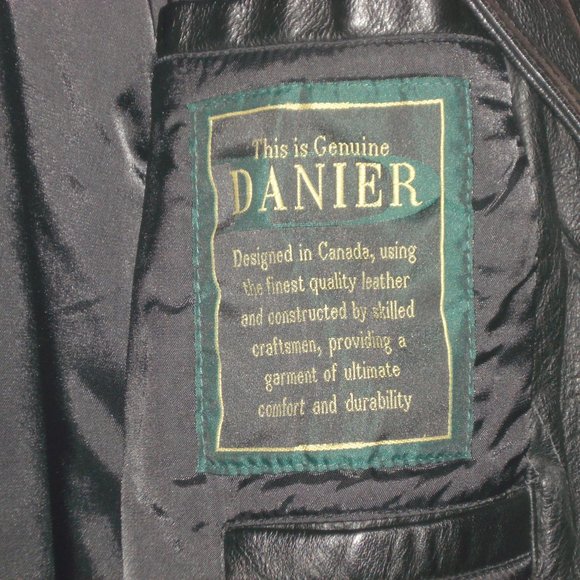 This is Genuine
DANIER
Designed in Canada, using
the finest quality leather
and constructed by skilled
craftsmen, providing a
garment of ultimate
comfort and durability